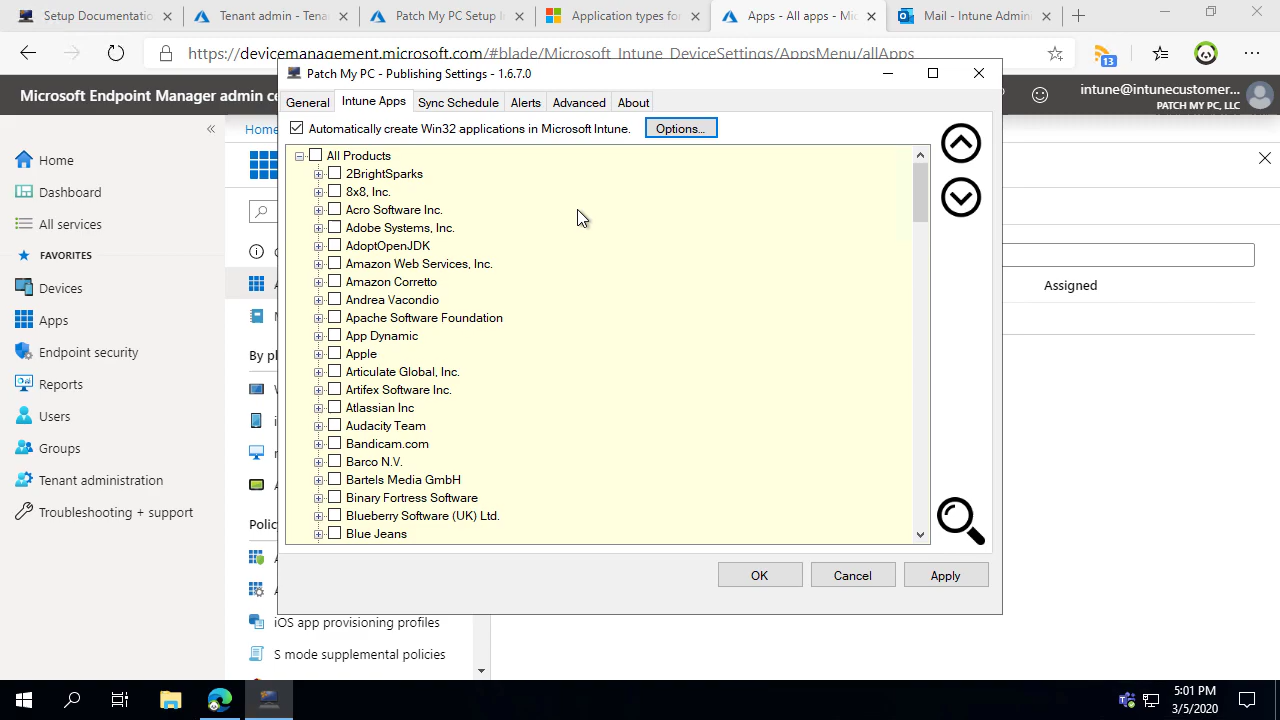 Setup Documentatio
Tenant admin - Tena
Patch My PC Setup I
Application types fo
Apps - All apps - Mi
Mail - Intune Admini
https://devicemanagement.microsoft.com/#blade/Microsoft_Intune_DeviceSettings/AppsMenu/allApps
13
Microsoft Endpoint Manager admin ce
intune@intunecustomer...
PATCH MY PC, LLC
Patch My PC - Publishing Settings - 1.6.7.0
General
Intune Apps
Sync Schedule
Alerts
Advanced
About
Automatically create Win32 applications in Microsoft Intune.
Options...
All Products
2BrightSparks
8x8, Inc.
Acro Software Inc.
Adobe Systems, Inc.
AdoptOpenJDK
Amazon Web Services, Inc.
Amazon Corretto
Andrea Vacondio
Apache Software Foundation
App Dynamic
Apple
Articulate Global, Inc.
Artifex Software Inc.
Atlassian Inc
Audacity Team
Bandicam.com
Barco N.V.
Bartels Media GmbH
Binary Fortress Software
Blueberry Software (UK) Ltd.
Blue Jeans
OK
Cancel
Apply
Home
Dashboard
All services
FAVORITES
Devices
Apps
Endpoint security
Reports
Users
Groups
Tenant administration
Troubleshooting + support
Home
By pl
Polic
iOS app provisioning profiles
S mode supplemental policies
Assigned
5:01 PM
3/5/2020